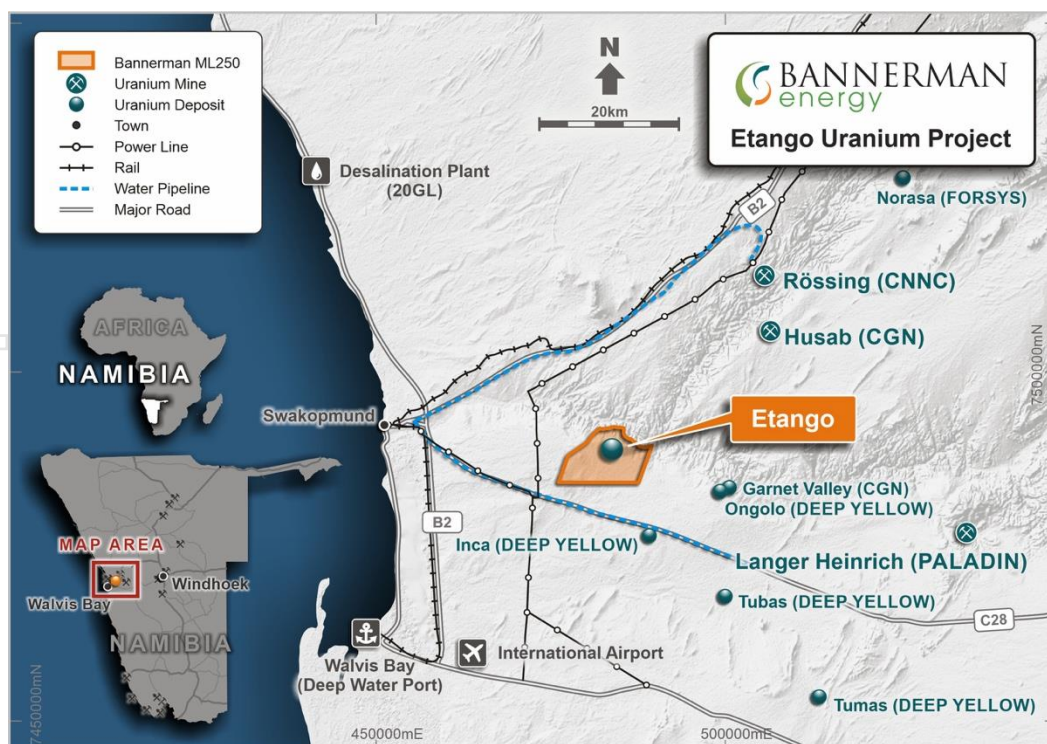 Bannerman ML250
Uranium Mine
Uranium Deposit
Town
Power Line
Rail
Water Pipeline
Major Road
N
20km
BANNERMAN
energy
Etango Uranium Project
Desalination Plant
(20GL)
B2
Norasa (FORSYS)
Rössing (CNNC)
Husab (CGN)
7500000mN
AFRICA
NAMIBIA
Swakopmund
Etango
Garnet Valley (CGN)
Ongolo (DEEP YELLOW)
B2
Inca (DEEP YELLOW)
Langer Heinrich (PALADIN)
MAP AREA
Windhoek
Walvis Bay
NAMIBIA
Tubas (DEEP YELLOW)
C28
Walvis Bay
(Deep Water Port)
International Airport
Tumas (DEEP YELLOW)
7450000mN
450000mE
500000mE